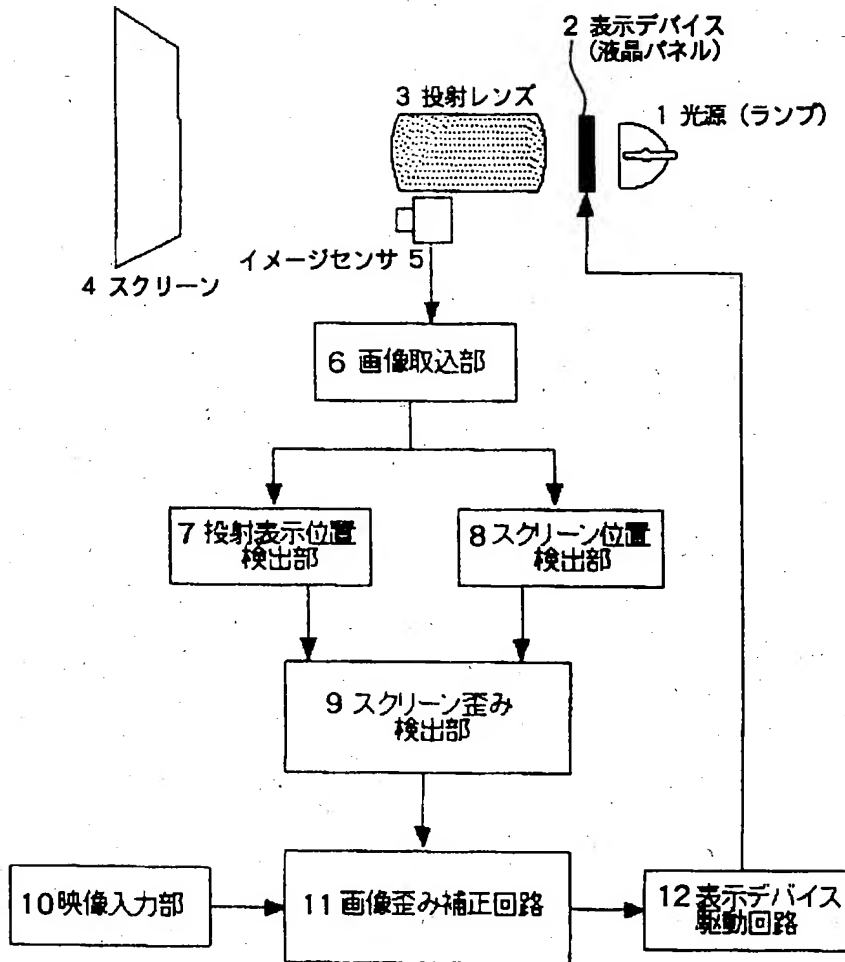 2 表示デバイス
(液晶パネル)
3 投射レンズ
1 光源 (ランプ)
イメージセンサ 5
4 スクリーン
6 画像取込部
7 投射表示位置
検出部
8 スクリーン位置
検出部
9 スクリーン歪み
検出部
10 映像入力部
11 画像歪み補正回路
12 表示デバイス
駆動回路